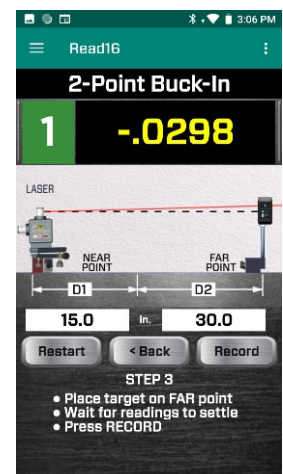 3:06 PM
Read16
2-Point Buck-In
1
-.0298
LASER
NEAR
POINT
FAR
POINT
D1
D2
15.0
In.
30.0
Restart
< Back
Record
STEP 3
● Place target on FAR point
● Wait for readings to settle
● Press RECORD